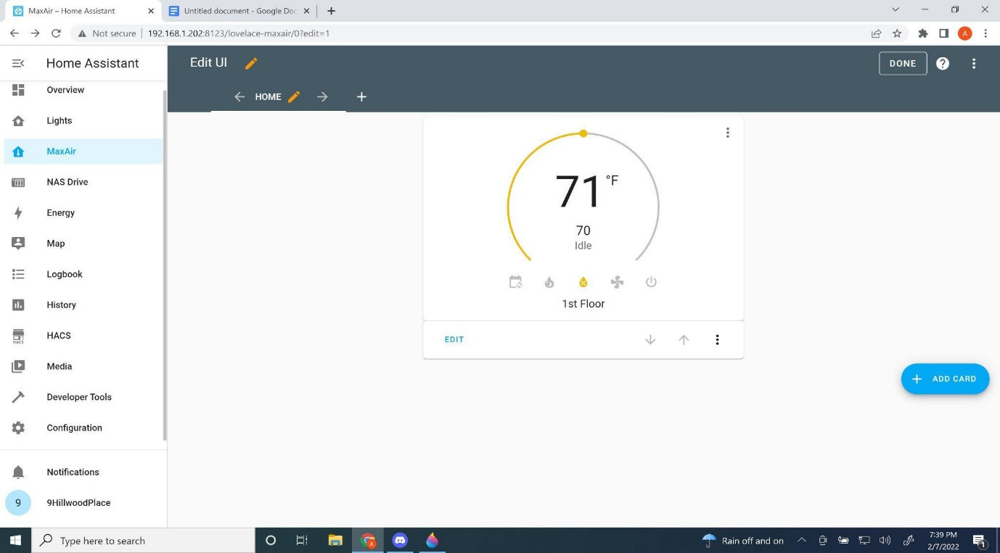 MaxAir – Home Assistant
Untitled document - Google Doc
Not secure
192.168.1.202:8123/lovelace-maxair/0?edit=1
A
Home Assistant
Overview
Lights
MaxAir
NAS Drive
Energy
Map
Logbook
History
HACS
HACS
Media
Developer Tools
Configuration
Notifications
9
9HillwoodPlace
Edit UI
DONE
?
HOME
71 °F
70
Idle
1st Floor
EDIT
ADD CARD
Type here to search
A
Rain off and on
7:39 PM
2/7/2022
1